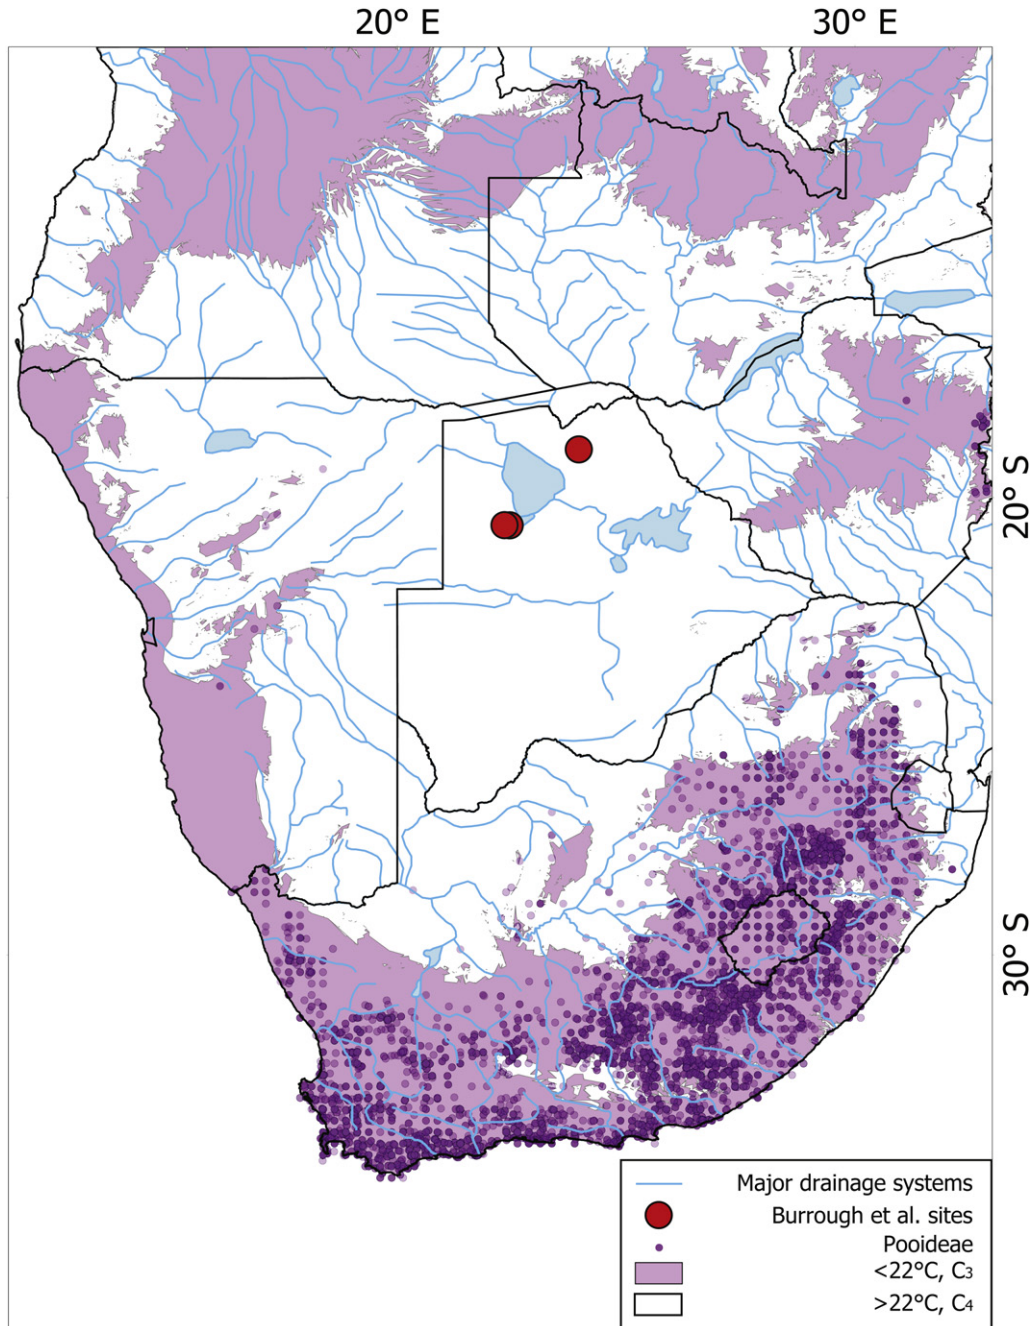 20° E
30° E
20° S
30° S
Major drainage systems
Burrough et al. sites
Pooideae
<22°C, C₃
>22°C, C₄